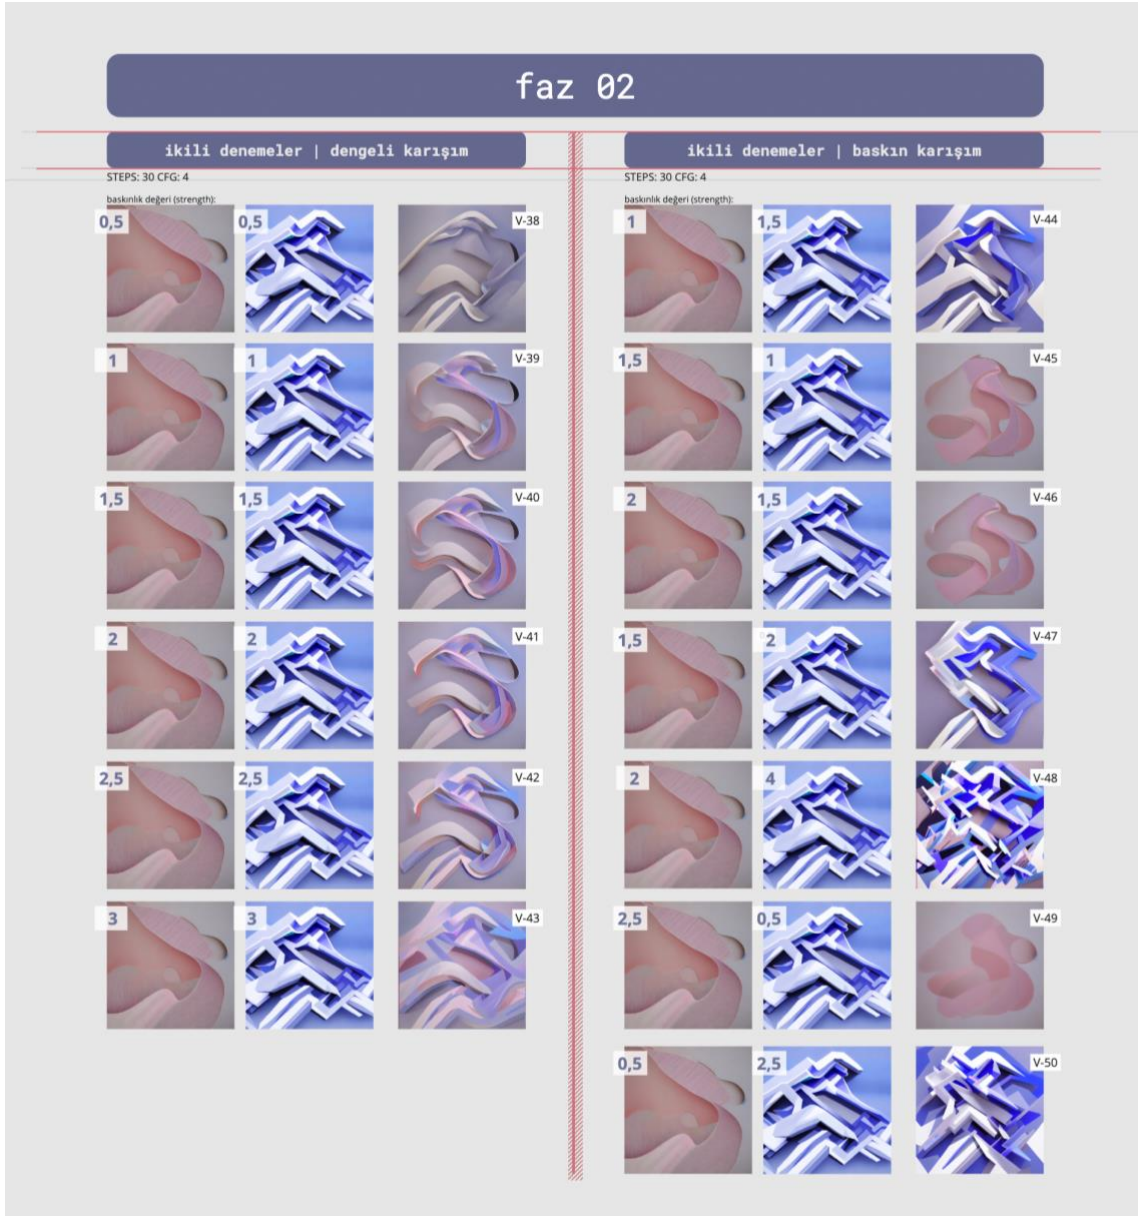 faz 02
ikili denemeler | dengeli karışım
STEPS: 30 CFG: 4
baskınlık değeri (strength):
0,5 0,5 V-38
1 1 V-39
1,5 1,5 V-40
2 2 V-41
2,5 2,5 V-42
3 3 V-43
ikili denemeler | baskın karışım
STEPS: 30 CFG: 4
baskınlık değeri (strength):
1 1,5 V-44
1,5 1 V-45
2 1,5 V-46
1,5 2 V-47
2 4 V-48
2,5 0,5 V-49
0,5 2,5 V-50